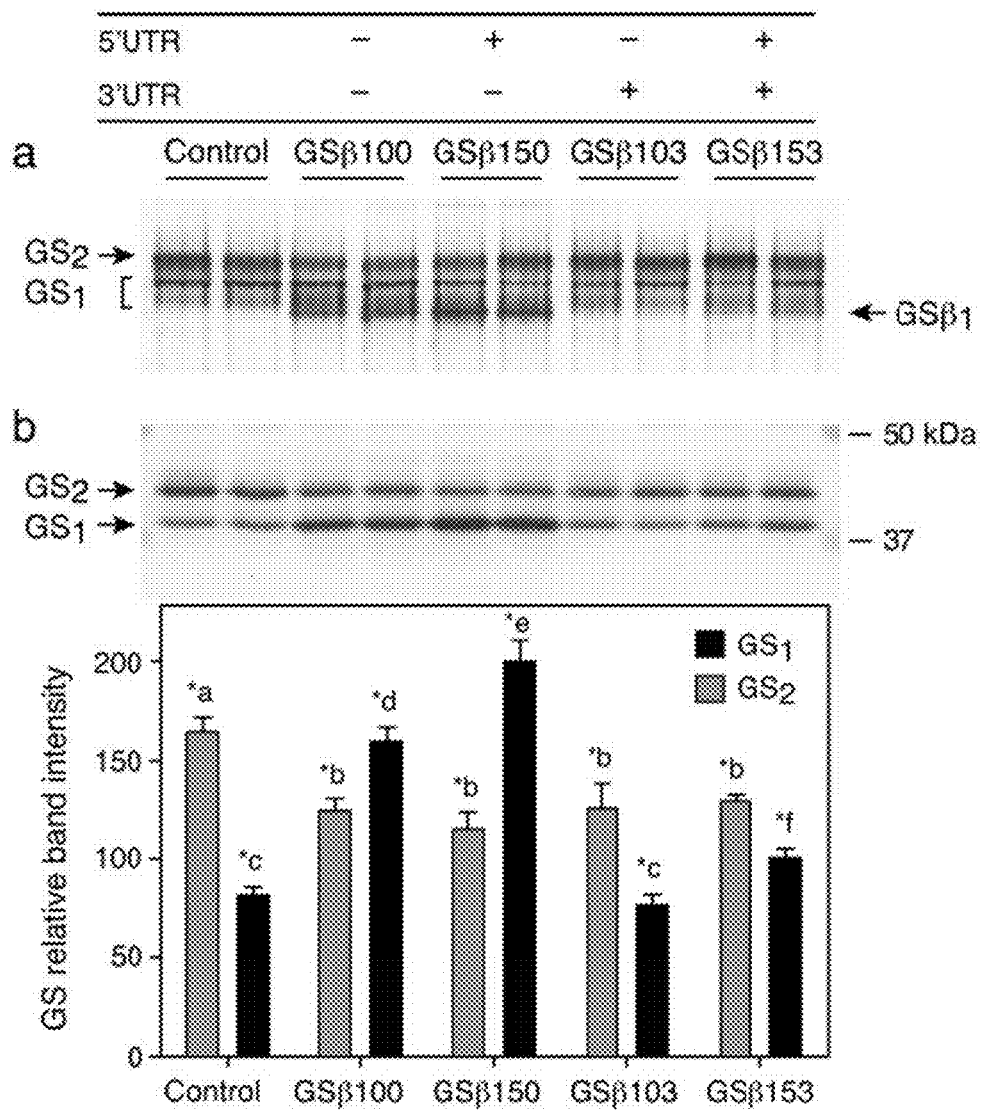 5'UTR − + − +
3'UTR − − + +
a
Control GSβ100 GSβ150 GSβ103 GSβ153
GS2
GS1
GSβ1
b
50 kDa
GS2
GS1
37
GS relative band intensity
200
150
100
50
0
GS1
GS2
*a *c *b *d *b *e *b *c *b *f
Control GSβ100 GSβ150 GSβ103 GSβ153